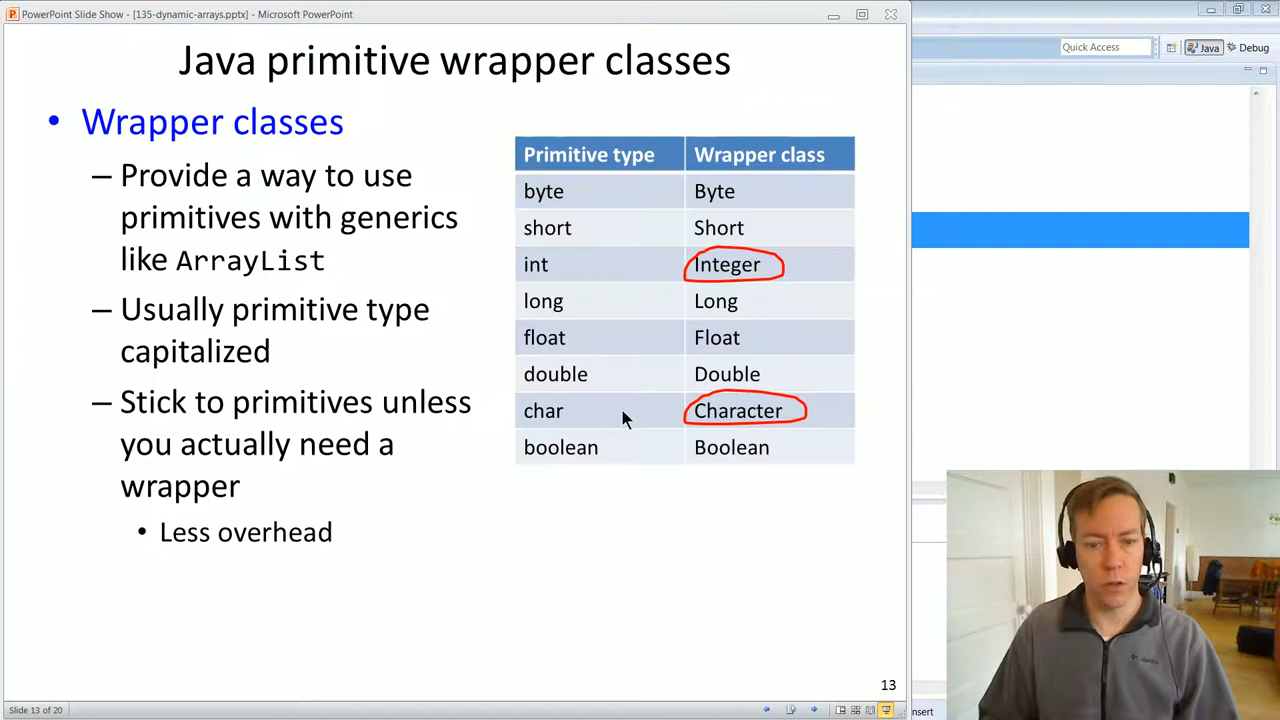 PowerPoint Slide Show - [135-dynamic-arrays.pptx] - Microsoft PowerPoint
Quick Access
Java
Debug
Java primitive wrapper classes
• Wrapper classes
– Provide a way to use
primitives with generics
like ArrayList
– Usually primitive type
capitalized
– Stick to primitives unless
you actually need a
wrapper
• Less overhead
Primitive type Wrapper class
byte Byte
short Short
int Integer
long Long
float Float
double Double
char Character
boolean Boolean
13
Slide 13 of 20
nsert